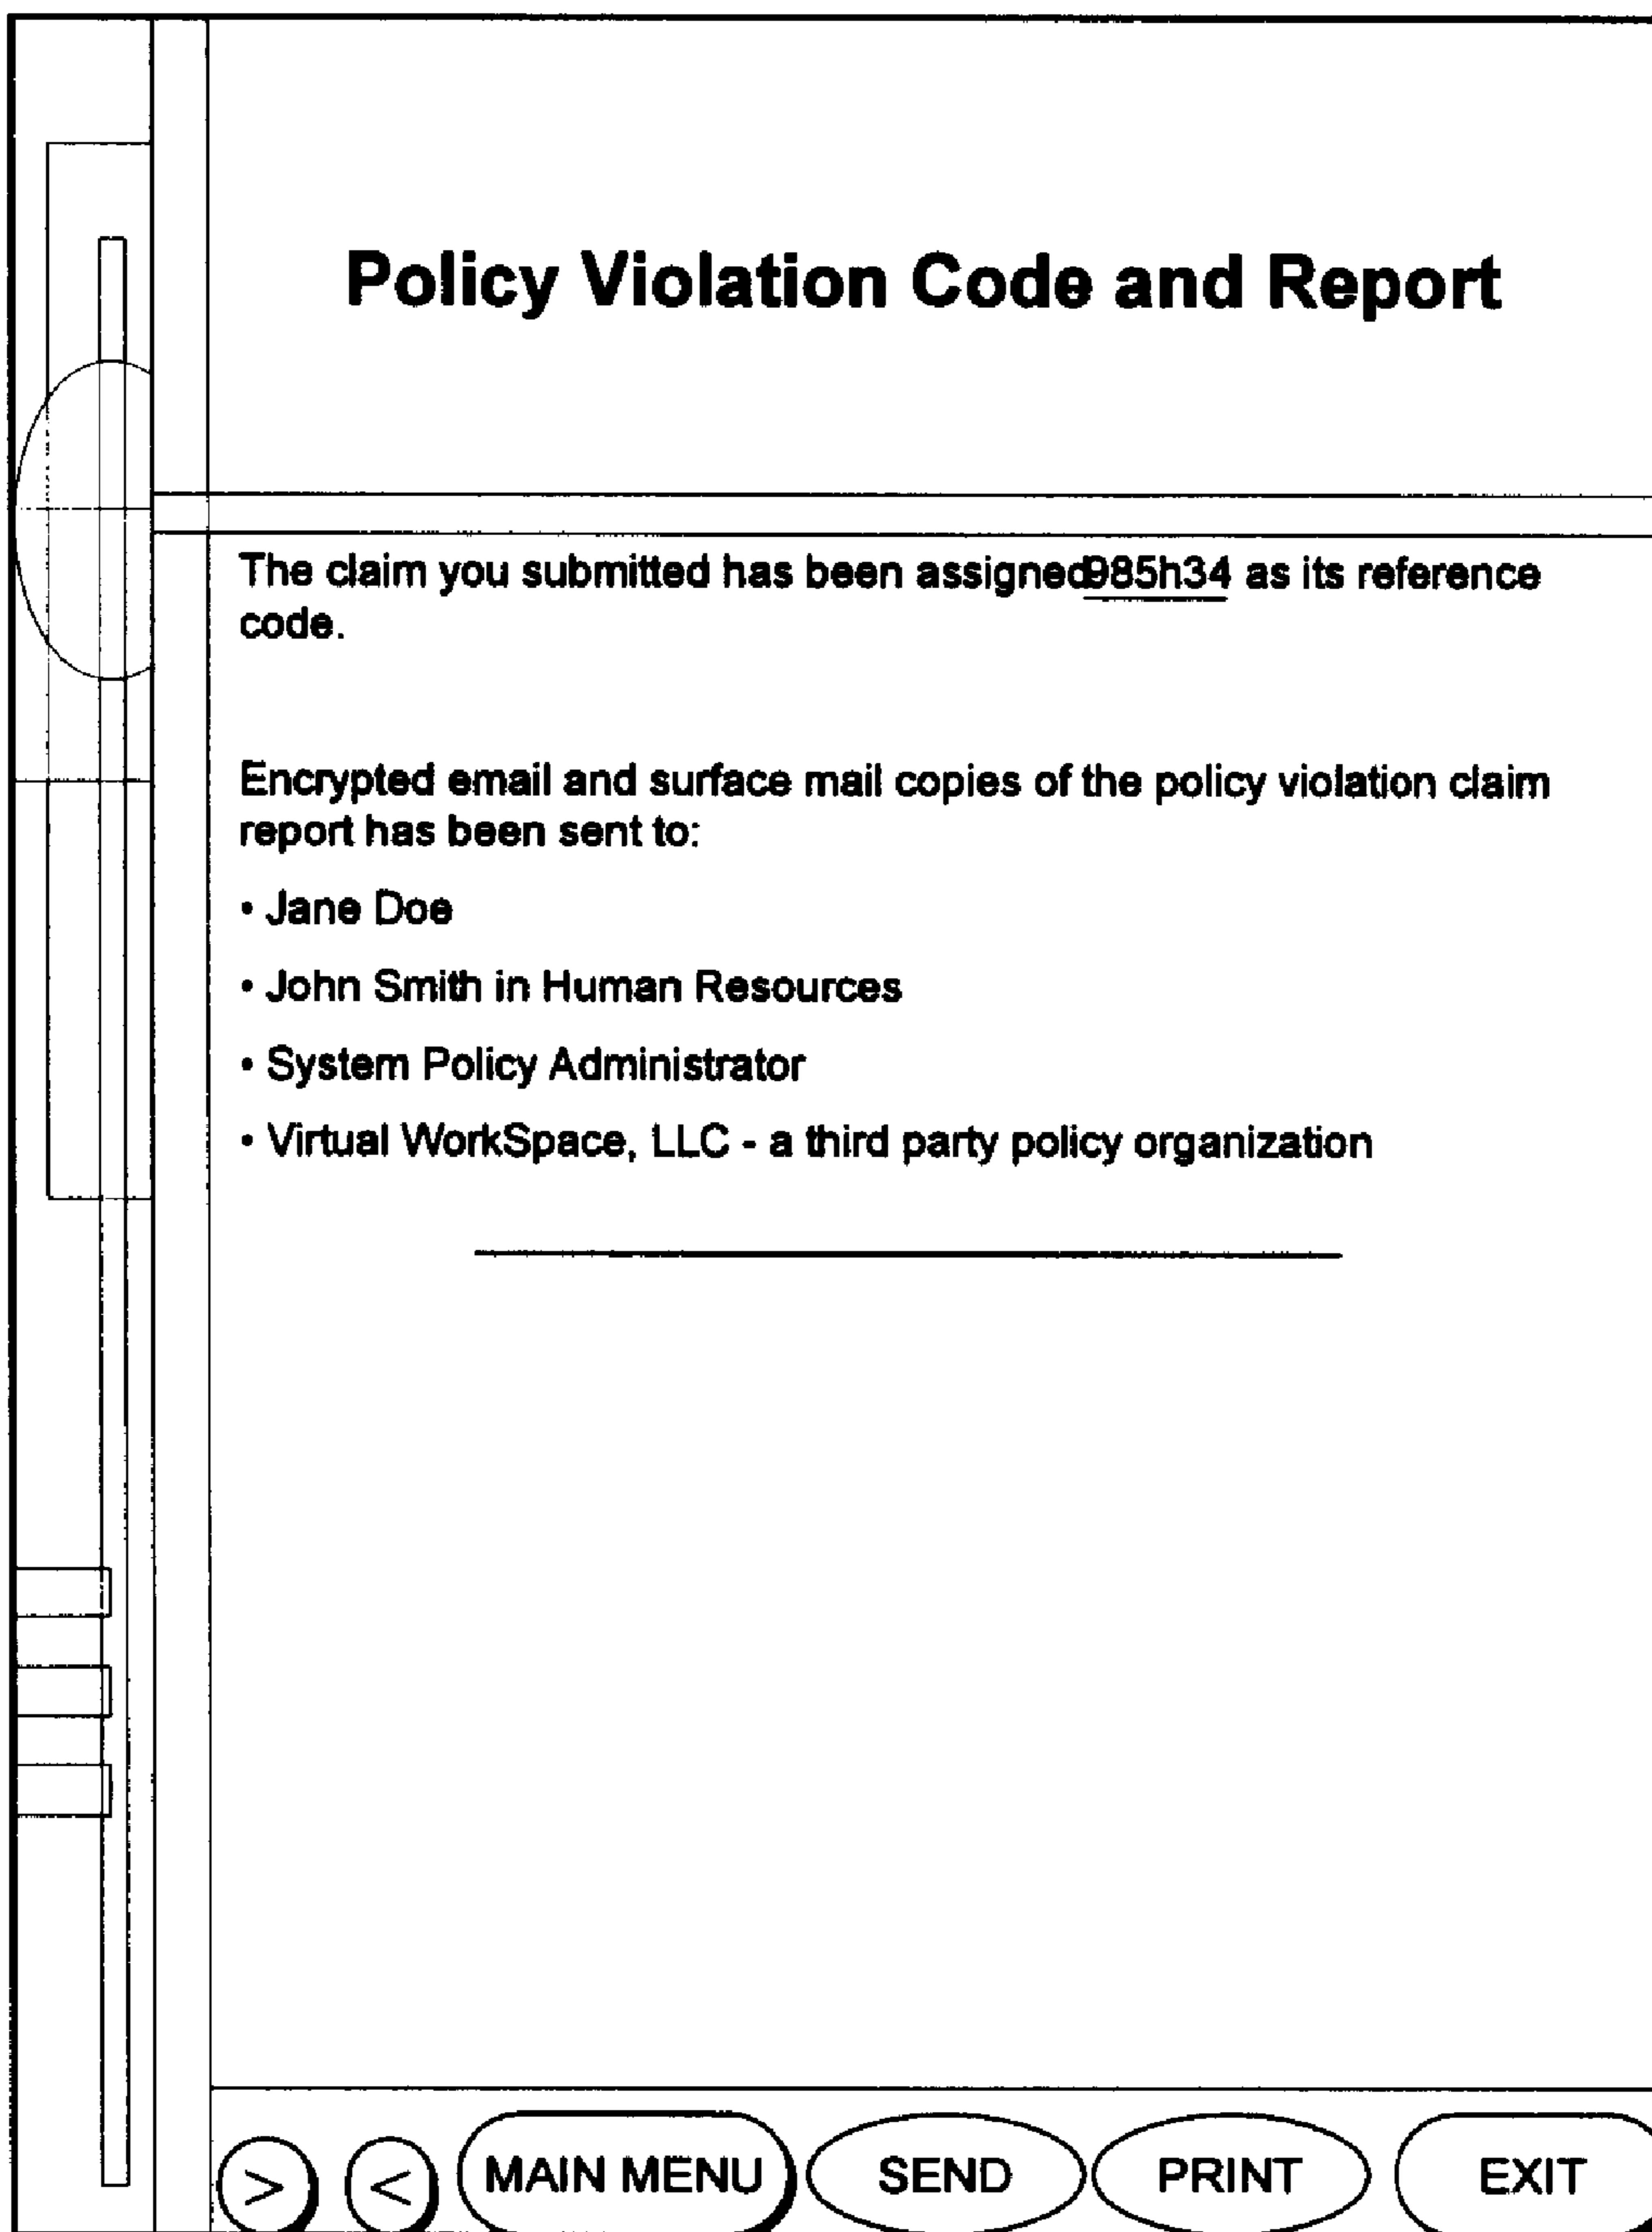 Policy Violation Code and Report
The claim you submitted has been assigned985h34 as its reference
code.
Encrypted email and surface mail copies of the policy violation claim
report has been sent to:
• Jane Doe
• John Smith in Human Resources
• System Policy Administrator
• Virtual WorkSpace, LLC - a third party policy organization
> < MAIN MENU SEND PRINT EXIT